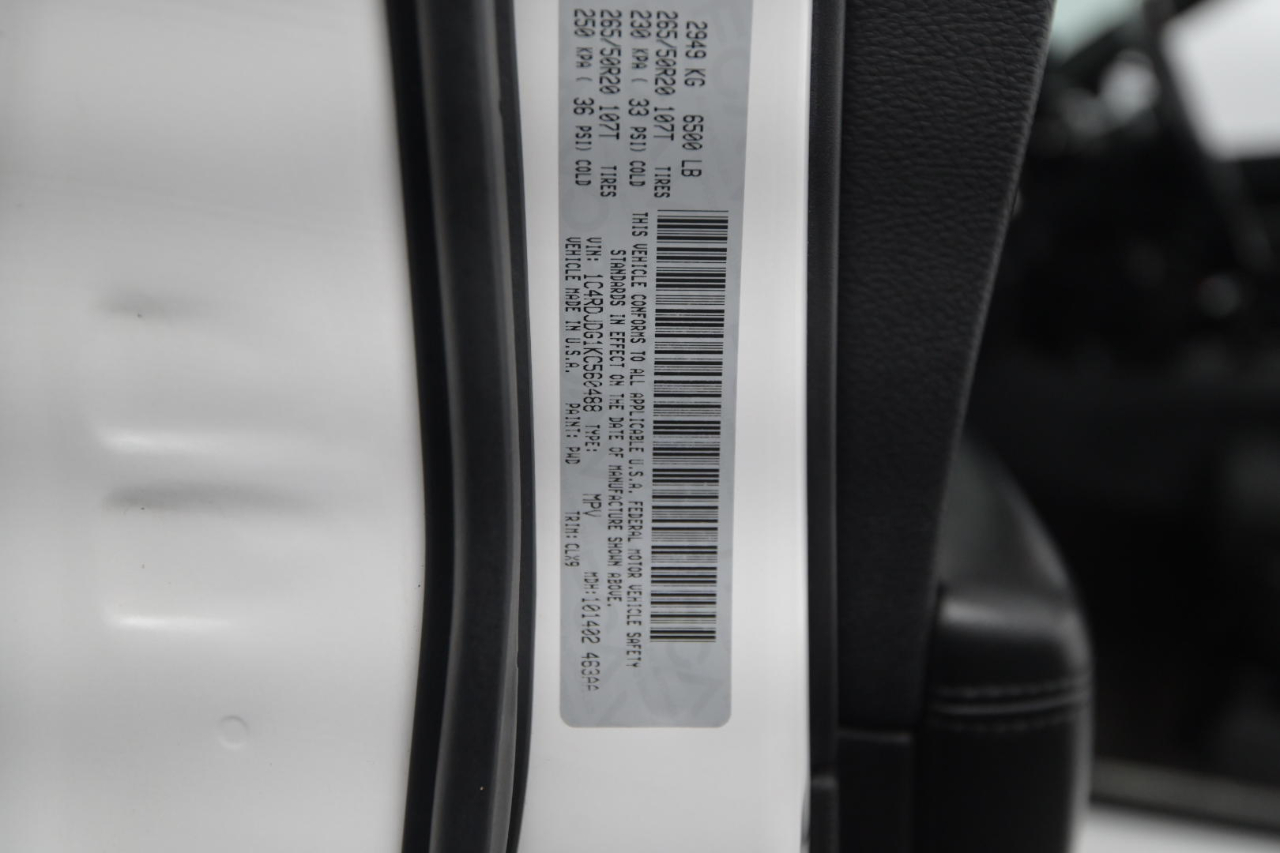 2949 KG 6500 LB
265/50R20 107T TIRES
230 KPA ( 33 PSI) COLD
265/50R20 107T TIRES
250 KPA ( 36 PSI) COLD
THIS VEHICLE CONFORMS TO ALL APPLICABLE U.S.A. FEDERAL MOTOR VEHICLE SAFETY
STANDARDS IN EFFECT ON THE DATE OF MANUFACTURE SHOWN ABOVE.
VIN: 1C4RDJDG1KC560488 TYPE: MPV MDH:101402 463AA
VEHICLE MADE IN U.S.A. PAINT: PWD TRIM: CLX9